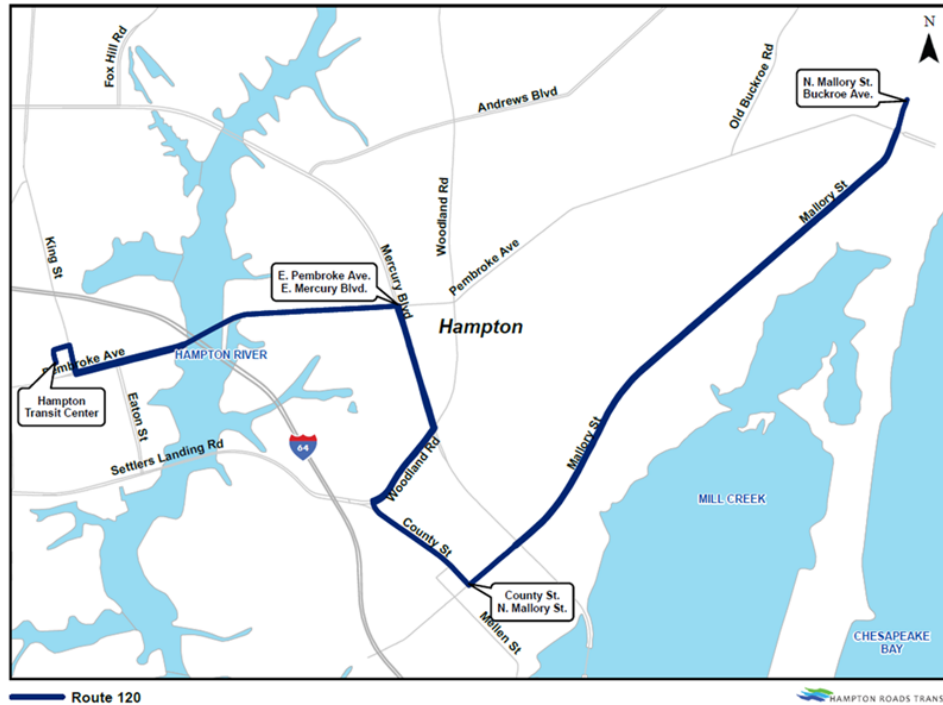 N
Fox Hill Rd
Andrews Blvd
Old Buckroe Rd
N. Mallory St.
Buckroe Ave.
Woodland Rd
Mallory St
King St
Mercury Blvd
Pembroke Ave
E. Pembroke Ave.
E. Mercury Blvd.
Hampton
HAMPTON RIVER
Pembroke Ave
Hampton
Transit Center
Eaton St
Settlers Landing Rd
64
Woodland Rd
Mallory St
MILL CREEK
County St
County St.
N. Mallory St.
Mellen St
CHESAPEAKE
BAY
Route 120
HAMPTON ROADS TRANS